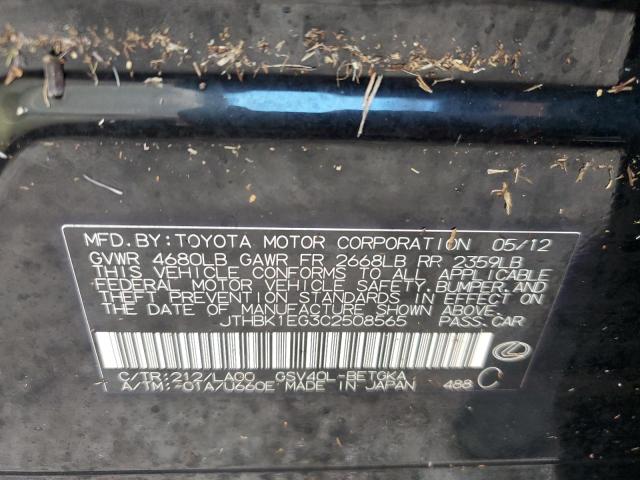 MFD.BY:TOYOTA MOTOR CORPORATION 05/12
GVWR 4680LB GAWR FR 2668LB RR 2359LB
THIS VEHICLE CONFORMS TO ALL APPLICABLE
FEDERAL MOTOR VEHICLE SAFETY,BUMPER,AND
THEFT PREVENTION STANDARDS IN EFFECT ON
THE DATE OF MANUFACTURE SHOWN ABOVE.
JTHBK1EG3C2508565 PASS.CAR
C/TR:212/LA00 GSV40L-BETGKA
A/TM:-01A/U660E MADE IN JAPAN 488 C